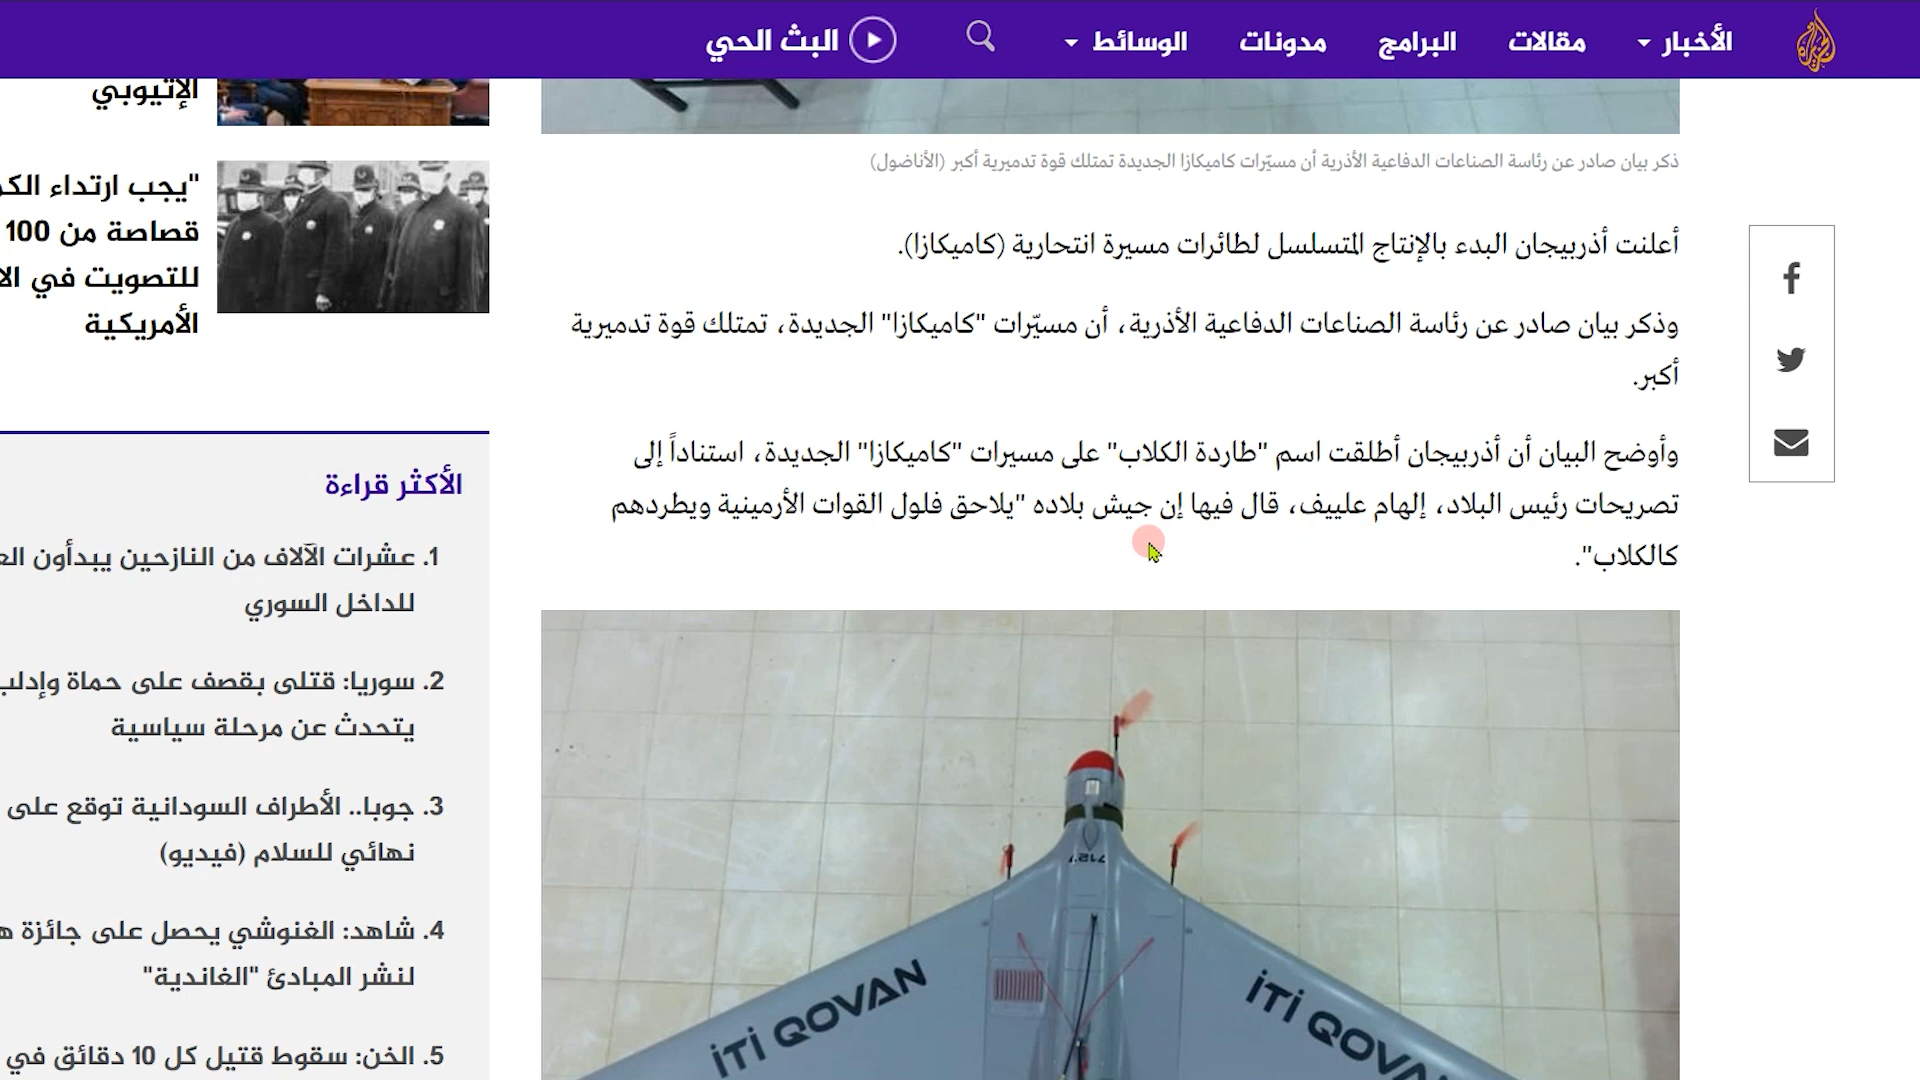 الأخبار
مقالات
البرامج
مدونات
الوسائط
البث الحي
ذكر بيان صادر عن رئاسة الصناعات الدفاعية الأذرية أن مسيّرات كاميكازا الجديدة تمتلك قوة تدميرية أكبر (الأناضول)
أعلنت أذربيجان البدء بالإنتاج المتسلسل لطائرات مسيرة انتحارية (كاميكازا).
وذكر بيان صادر عن رئاسة الصناعات الدفاعية الأذرية، أن مسيّرات "كاميكازا" الجديدة، تمتلك قوة تدميرية
أكبر.
وأوضح البيان أن أذربيجان أطلقت اسم "طاردة الكلاب" على مسيرات "كاميكازا" الجديدة، استناداً إلى
تصريحات رئيس البلاد، إلهام علييف، قال فيها إن جيش بلاده "يلاحق فلول القوات الأرمينية ويطردهم
كالكلاب".
İTİ QOVAN
İTİ QOVAN
الإثيوبي
"يجب ارتداء
قصاصة من 100
للتصويت في
الأمريكية
الأكثر قراءة
1. عشرات الآلاف من النازحين يبدأون
للداخل السوري
2. سوريا: قتلى بقصف على حماة وإدلب
يتحدث عن مرحلة سياسية
3. جوبا.. الأطراف السودانية توقع على
نهائي للسلام (فيديو)
4. شاهد: الغنوشي يحصل على جائزة
لنشر المبادئ "الغاندية"
5. الخن: سقوط قتيل كل 10 دقائق في